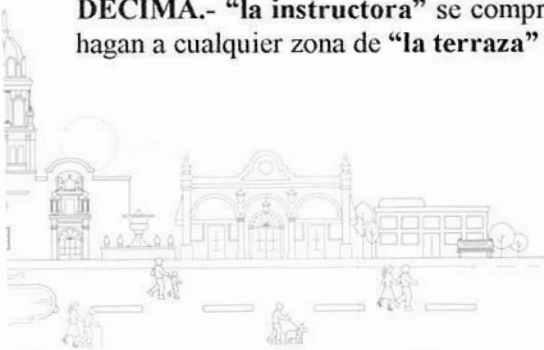 DECIMA.- “la instructora” se compr
hagan a cualquier zona de “la terraza”